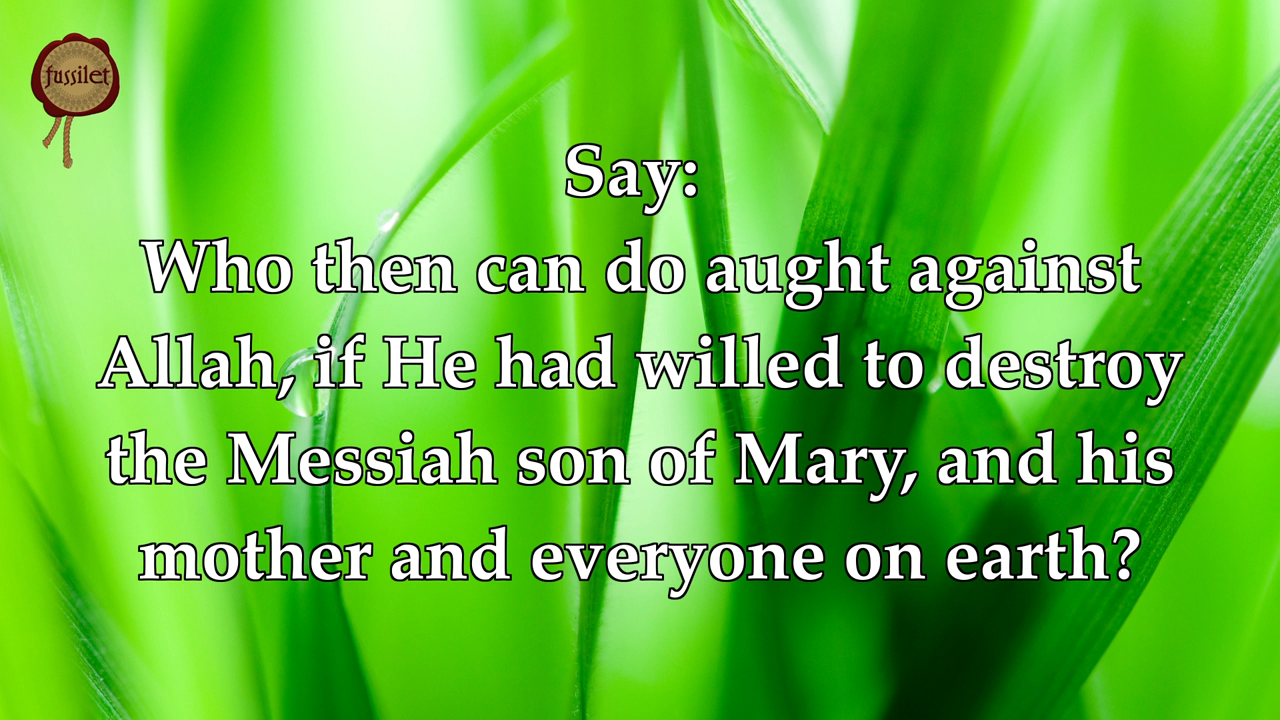 fussilet
Say:
Who then can do aught against
Allah, if He had willed to destroy
the Messiah son of Mary, and his
mother and everyone on earth?